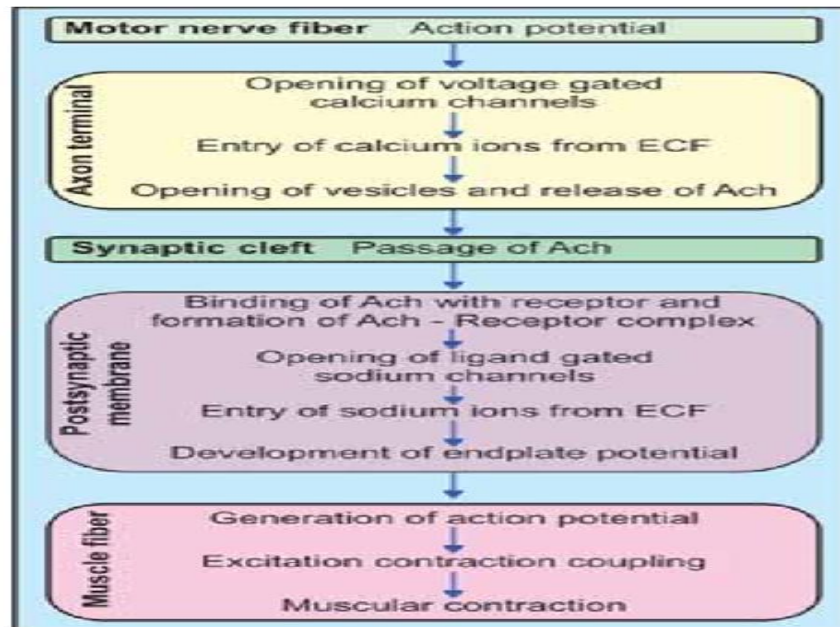 Motor nerve fiber Action potential
Axon terminal
Opening of voltage gated
calcium channels
Entry of calcium ions from ECF
Opening of vesicles and release of Ach
Synaptic cleft Passage of Ach
Postsynaptic
membrane
Binding of Ach with receptor and
formation of Ach - Receptor complex
Opening of ligand gated
sodium channels
Entry of sodium ions from ECF
Development of endplate potential
Muscle fiber
Generation of action potential
Excitation contraction coupling
Muscular contraction